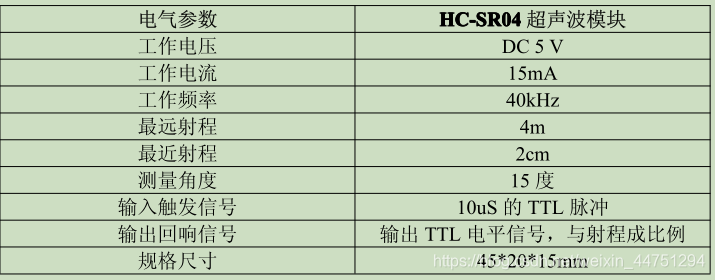 电气参数 HC-SR04 超声波模块
工作电压 DC 5 V
工作电流 15mA
工作频率 40kHz
最远射程 4m
最近射程 2cm
测量角度 15 度
输入触发信号 10uS 的 TTL 脉冲
输出回响信号 输出 TTL 电平信号，与射程成比例
规格尺寸 45*20*15mm
weixin_44751294